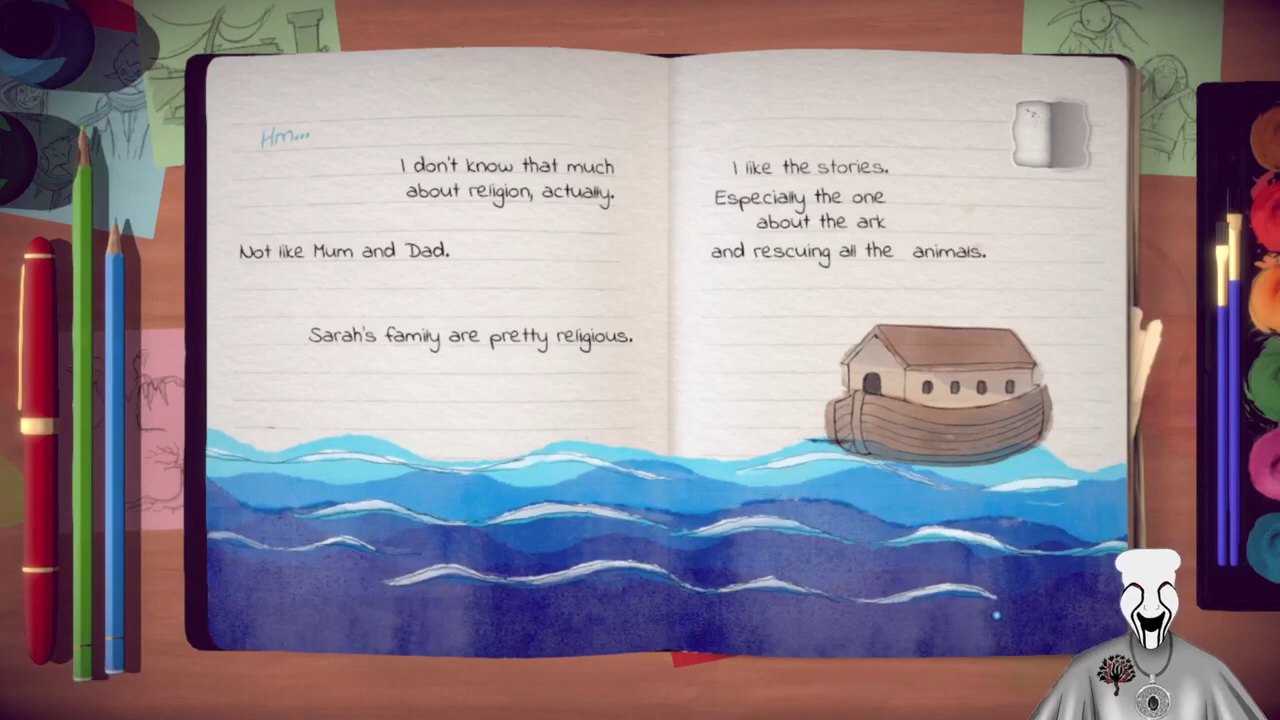 Hm...
I don't know that much
about religion, actually.
Not like Mum and Dad.
Sarah's family are pretty religious.
I like the stories.
Especially the one
about the ark
and rescuing all the animals.